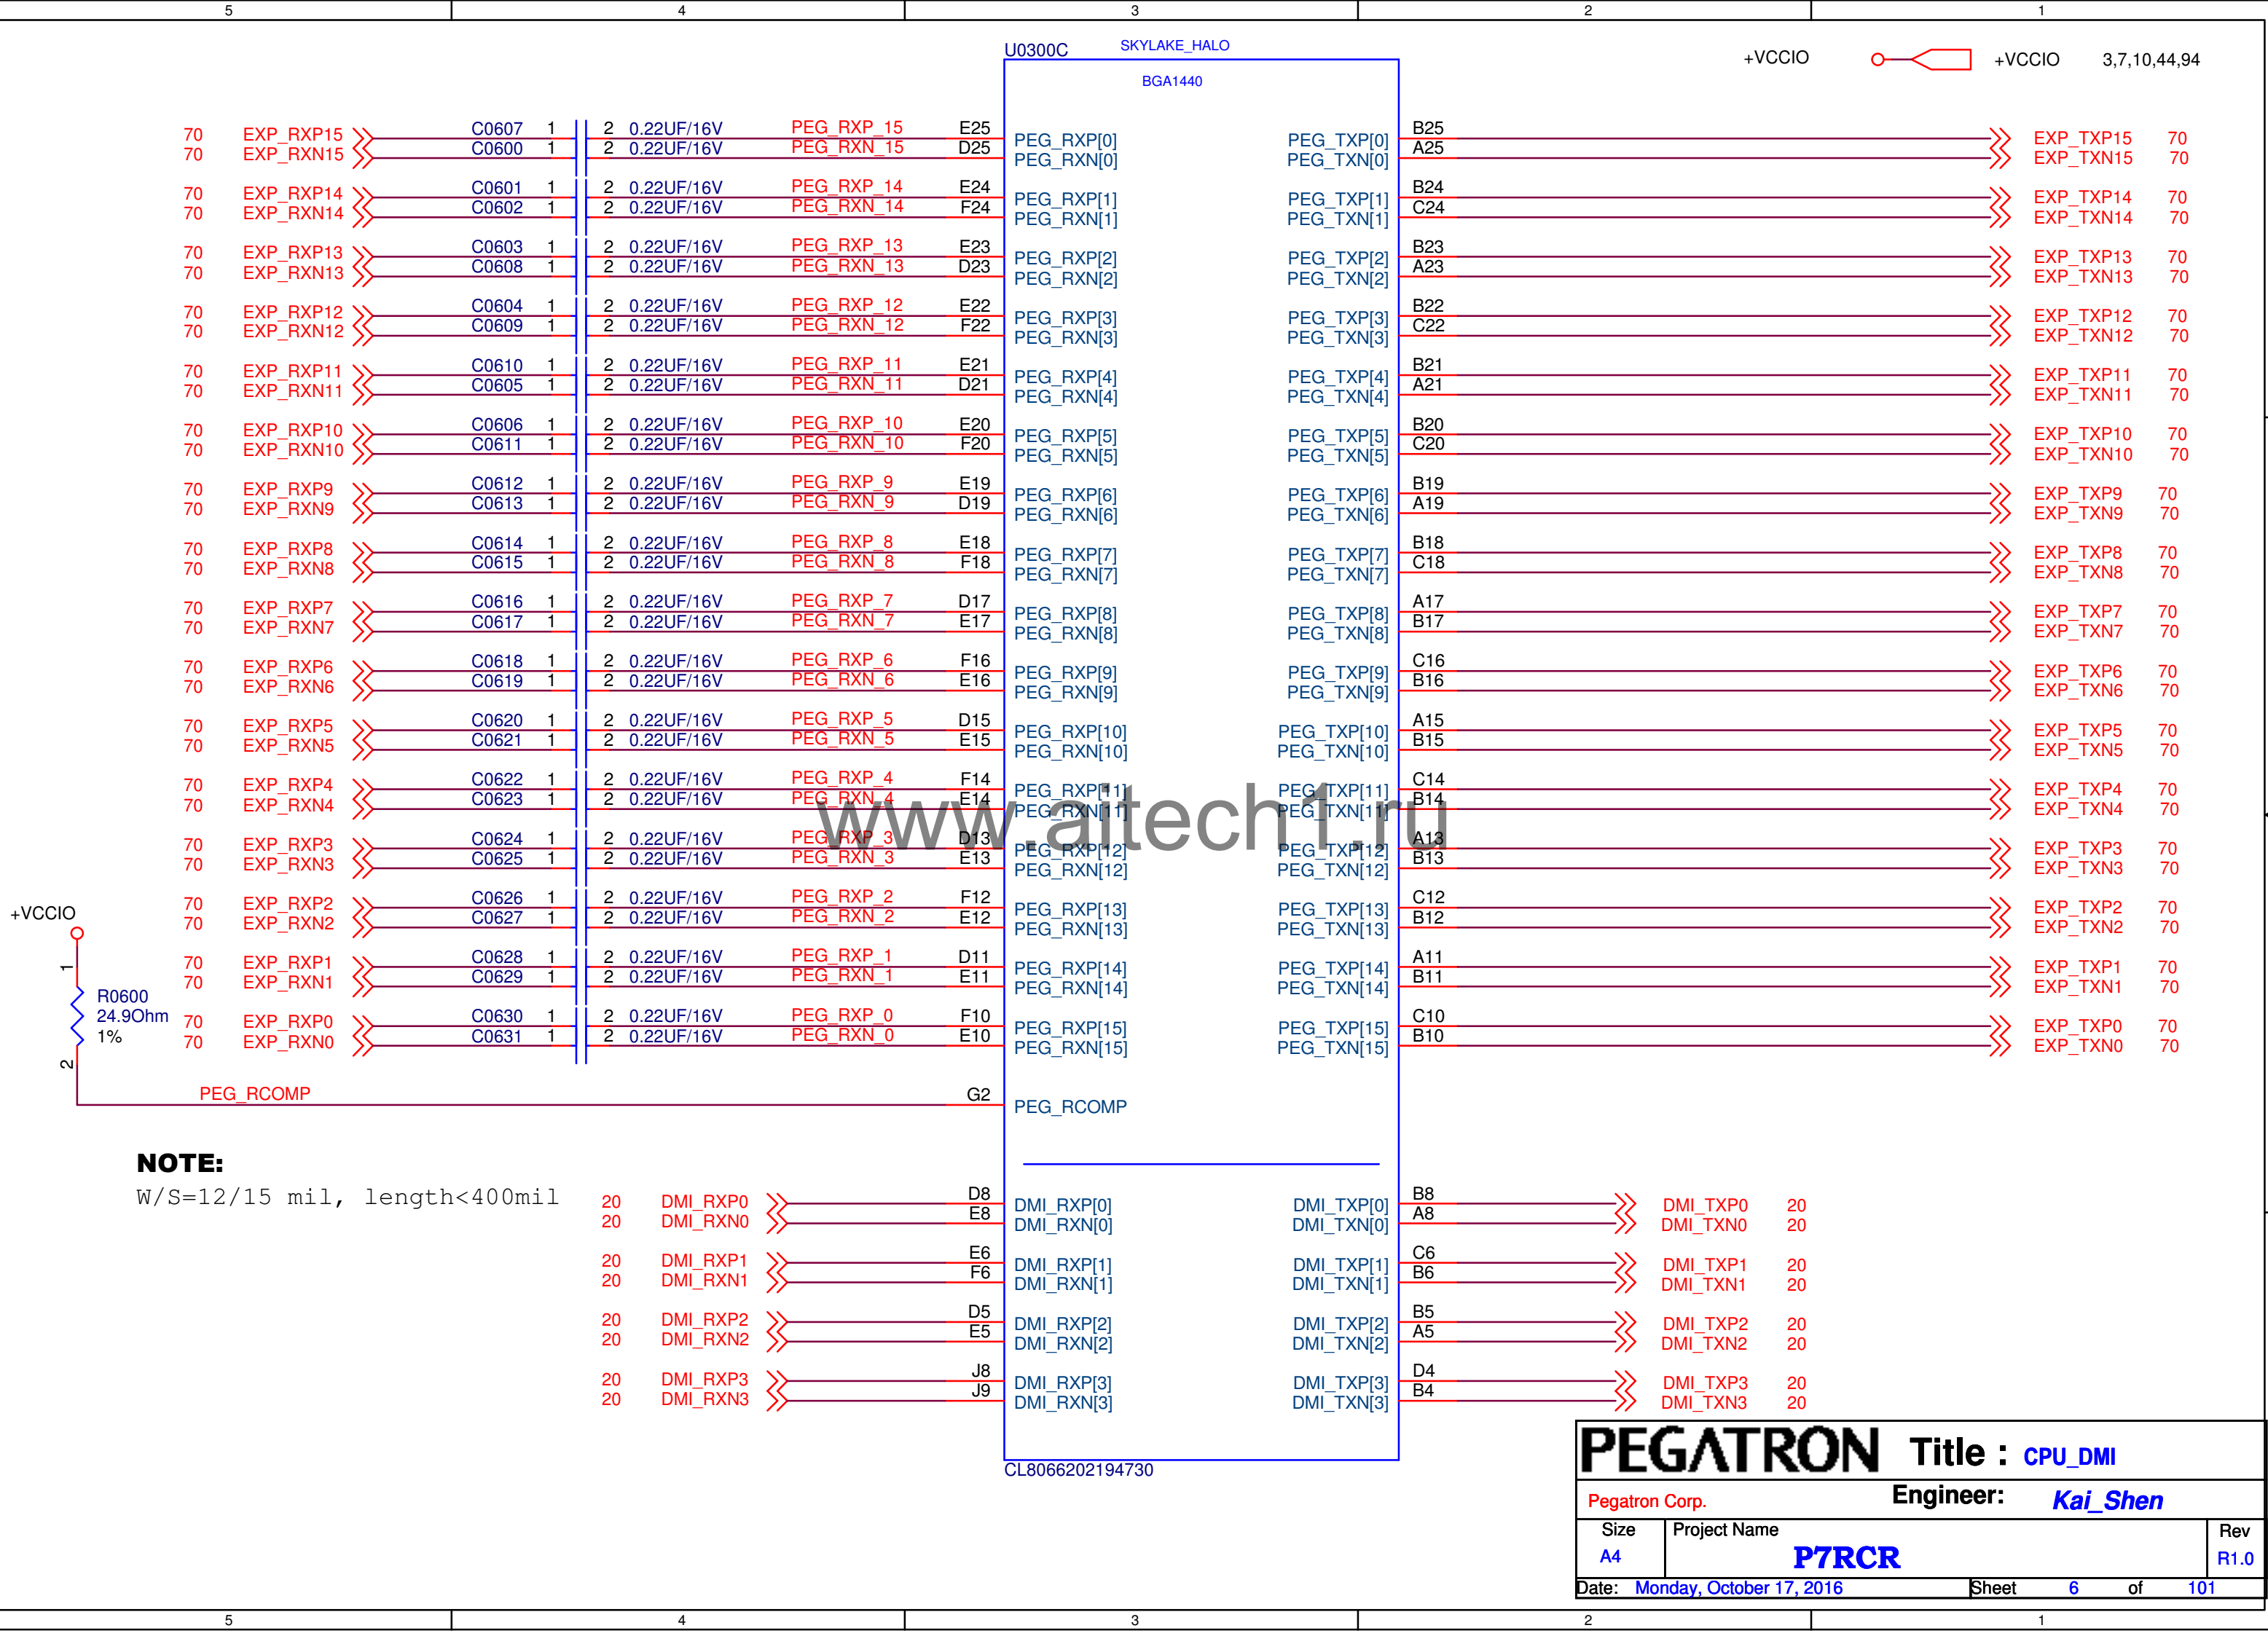 5 4 3 2 1
U0300C SKYLAKE_HALO
BGA1440
+VCCIO +VCCIO 3,7,10,44,94
70 EXP_RXP15 C0607 1 2 0.22UF/16V PEG_RXP_15 E25 PEG_RXP[0] PEG_TXP[0] B25 EXP_TXP15 70
70 EXP_RXN15 C0600 1 2 0.22UF/16V PEG_RXN_15 D25 PEG_RXN[0] PEG_TXN[0] A25 EXP_TXN15 70
70 EXP_RXP14 C0601 1 2 0.22UF/16V PEG_RXP_14 E24 PEG_RXP[1] PEG_TXP[1] B24 EXP_TXP14 70
70 EXP_RXN14 C0602 1 2 0.22UF/16V PEG_RXN_14 F24 PEG_RXN[1] PEG_TXN[1] C24 EXP_TXN14 70
70 EXP_RXP13 C0603 1 2 0.22UF/16V PEG_RXP_13 E23 PEG_RXP[2] PEG_TXP[2] B23 EXP_TXP13 70
70 EXP_RXN13 C0608 1 2 0.22UF/16V PEG_RXN_13 D23 PEG_RXN[2] PEG_TXN[2] A23 EXP_TXN13 70
70 EXP_RXP12 C0604 1 2 0.22UF/16V PEG_RXP_12 E22 PEG_RXP[3] PEG_TXP[3] B22 EXP_TXP12 70
70 EXP_RXN12 C0609 1 2 0.22UF/16V PEG_RXN_12 F22 PEG_RXN[3] PEG_TXN[3] C22 EXP_TXN12 70
70 EXP_RXP11 C0610 1 2 0.22UF/16V PEG_RXP_11 E21 PEG_RXP[4] PEG_TXP[4] B21 EXP_TXP11 70
70 EXP_RXN11 C0605 1 2 0.22UF/16V PEG_RXN_11 D21 PEG_RXN[4] PEG_TXN[4] A21 EXP_TXN11 70
70 EXP_RXP10 C0606 1 2 0.22UF/16V PEG_RXP_10 E20 PEG_RXP[5] PEG_TXP[5] B20 EXP_TXP10 70
70 EXP_RXN10 C0611 1 2 0.22UF/16V PEG_RXN_10 F20 PEG_RXN[5] PEG_TXN[5] C20 EXP_TXN10 70
70 EXP_RXP9 C0612 1 2 0.22UF/16V PEG_RXP_9 E19 PEG_RXP[6] PEG_TXP[6] B19 EXP_TXP9 70
70 EXP_RXN9 C0613 1 2 0.22UF/16V PEG_RXN_9 D19 PEG_RXN[6] PEG_TXN[6] A19 EXP_TXN9 70
70 EXP_RXP8 C0614 1 2 0.22UF/16V PEG_RXP_8 E18 PEG_RXP[7] PEG_TXP[7] B18 EXP_TXP8 70
70 EXP_RXN8 C0615 1 2 0.22UF/16V PEG_RXN_8 F18 PEG_RXN[7] PEG_TXN[7] C18 EXP_TXN8 70
70 EXP_RXP7 C0616 1 2 0.22UF/16V PEG_RXP_7 D17 PEG_RXP[8] PEG_TXP[8] A17 EXP_TXP7 70
70 EXP_RXN7 C0617 1 2 0.22UF/16V PEG_RXN_7 E17 PEG_RXN[8] PEG_TXN[8] B17 EXP_TXN7 70
70 EXP_RXP6 C0618 1 2 0.22UF/16V PEG_RXP_6 F16 PEG_RXP[9] PEG_TXP[9] C16 EXP_TXP6 70
70 EXP_RXN6 C0619 1 2 0.22UF/16V PEG_RXN_6 E16 PEG_RXN[9] PEG_TXN[9] B16 EXP_TXN6 70
70 EXP_RXP5 C0620 1 2 0.22UF/16V PEG_RXP_5 D15 PEG_RXP[10] PEG_TXP[10] A15 EXP_TXP5 70
70 EXP_RXN5 C0621 1 2 0.22UF/16V PEG_RXN_5 E15 PEG_RXN[10] PEG_TXN[10] B15 EXP_TXN5 70
70 EXP_RXP4 C0622 1 2 0.22UF/16V PEG_RXP_4 F14 PEG_RXP[11] PEG_TXP[11] C14 EXP_TXP4 70
70 EXP_RXN4 C0623 1 2 0.22UF/16V PEG_RXN_4 E14 PEG_RXN[11] PEG_TXN[11] B14 EXP_TXN4 70
www.aitech1.ru
70 EXP_RXP3 C0624 1 2 0.22UF/16V PEG_RXP_3 D13 PEG_RXP[12] PEG_TXP[12] A13 EXP_TXP3 70
70 EXP_RXN3 C0625 1 2 0.22UF/16V PEG_RXN_3 E13 PEG_RXN[12] PEG_TXN[12] B13 EXP_TXN3 70
70 EXP_RXP2 C0626 1 2 0.22UF/16V PEG_RXP_2 F12 PEG_RXP[13] PEG_TXP[13] C12 EXP_TXP2 70
70 EXP_RXN2 C0627 1 2 0.22UF/16V PEG_RXN_2 E12 PEG_RXN[13] PEG_TXN[13] B12 EXP_TXN2 70
70 EXP_RXP1 C0628 1 2 0.22UF/16V PEG_RXP_1 D11 PEG_RXP[14] PEG_TXP[14] A11 EXP_TXP1 70
70 EXP_RXN1 C0629 1 2 0.22UF/16V PEG_RXN_1 E11 PEG_RXN[14] PEG_TXN[14] B11 EXP_TXN1 70
70 EXP_RXP0 C0630 1 2 0.22UF/16V PEG_RXP_0 F10 PEG_RXP[15] PEG_TXP[15] C10 EXP_TXP0 70
70 EXP_RXN0 C0631 1 2 0.22UF/16V PEG_RXN_0 E10 PEG_RXN[15] PEG_TXN[15] B10 EXP_TXN0 70
+VCCIO
1
R0600
24.9Ohm
1%
2
PEG_RCOMP G2 PEG_RCOMP
NOTE:
W/S=12/15 mil, length<400mil
20 DMI_RXP0 D8 DMI_RXP[0] DMI_TXP[0] B8 DMI_TXP0 20
20 DMI_RXN0 E8 DMI_RXN[0] DMI_TXN[0] A8 DMI_TXN0 20
20 DMI_RXP1 E6 DMI_RXP[1] DMI_TXP[1] C6 DMI_TXP1 20
20 DMI_RXN1 F6 DMI_RXN[1] DMI_TXN[1] B6 DMI_TXN1 20
20 DMI_RXP2 D5 DMI_RXP[2] DMI_TXP[2] B5 DMI_TXP2 20
20 DMI_RXN2 E5 DMI_RXN[2] DMI_TXN[2] A5 DMI_TXN2 20
20 DMI_RXP3 J8 DMI_RXP[3] DMI_TXP[3] D4 DMI_TXP3 20
20 DMI_RXN3 J9 DMI_RXN[3] DMI_TXN[3] B4 DMI_TXN3 20
CL8066202194730
PEGATRON Title : CPU_DMI
Pegatron Corp. Engineer: Kai_Shen
Size Project Name Rev
A4 P7RCR R1.0
Date: Monday, October 17, 2016 Sheet 6 of 101
5 4 3 2 1